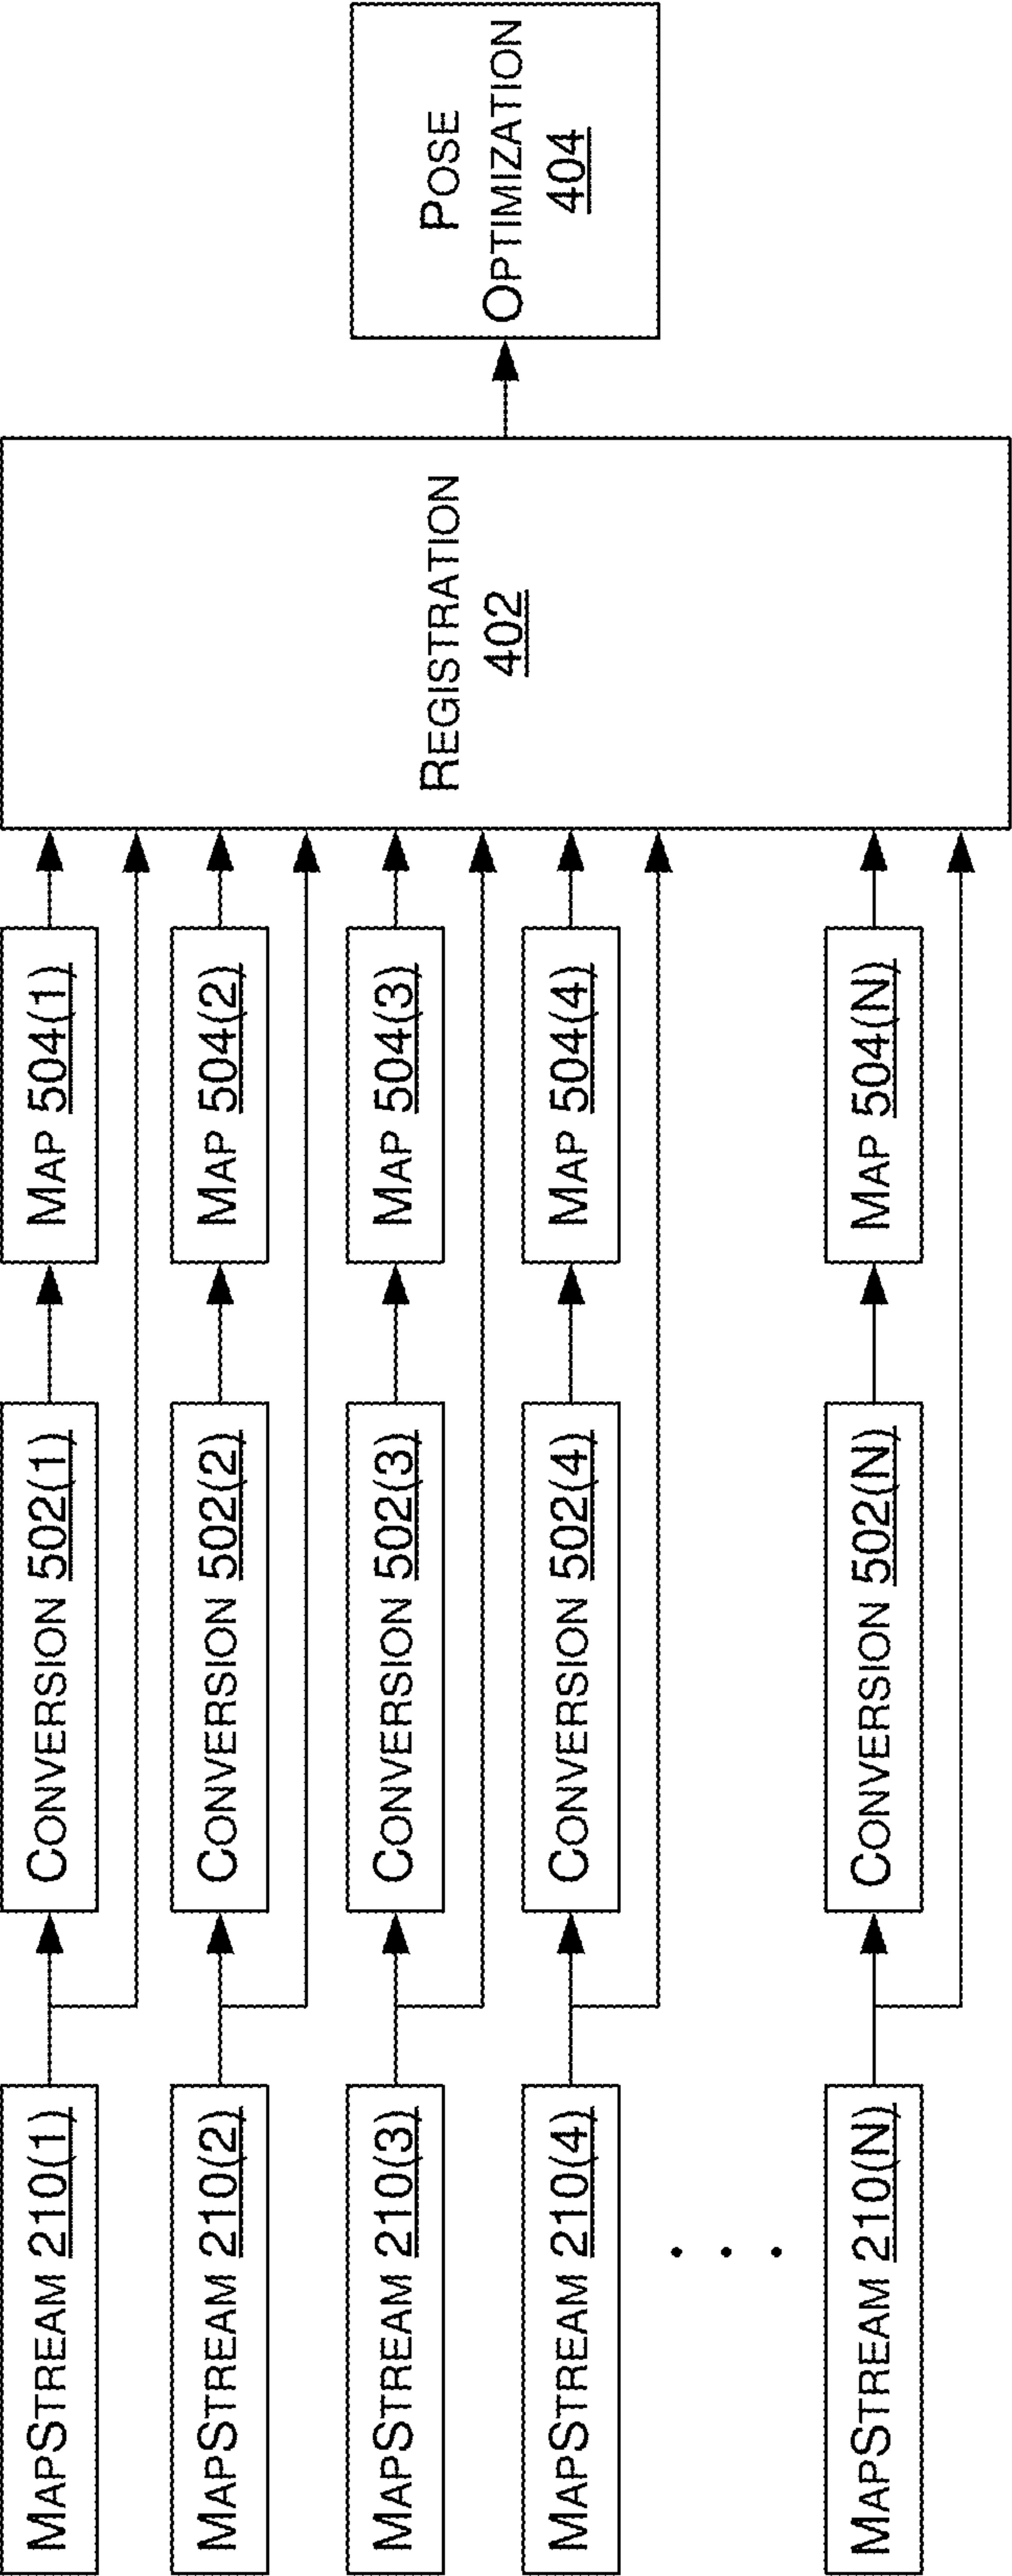 MAPSTREAM 210(1)
CONVERSION 502(1)
MAP 504(1)
MAPSTREAM 210(2)
CONVERSION 502(2)
MAP 504(2)
MAPSTREAM 210(3)
CONVERSION 502(3)
MAP 504(3)
MAPSTREAM 210(4)
CONVERSION 502(4)
MAP 504(4)
MAPSTREAM 210(N)
CONVERSION 502(N)
MAP 504(N)
REGISTRATION
402
POSE
OPTIMIZATION
404